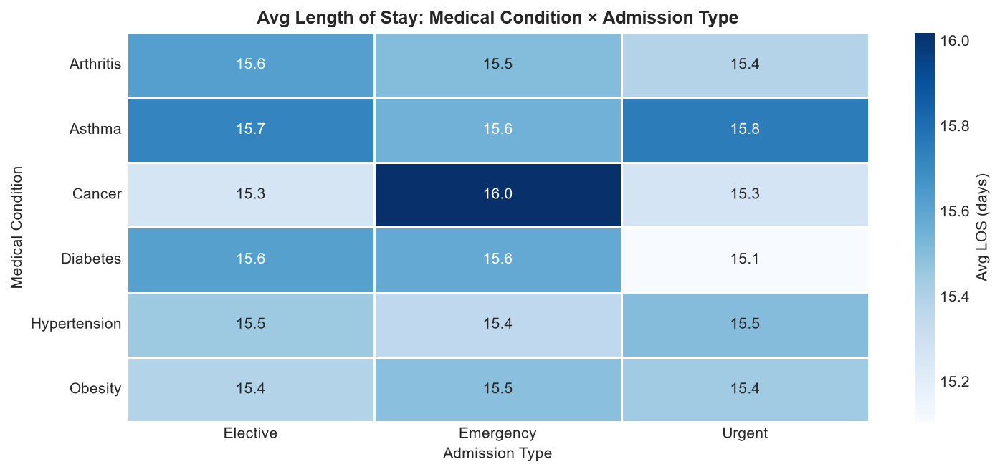 Avg Length of Stay: Medical Condition × Admission Type
Medical Condition
Arthritis 15.6 15.5 15.4
Asthma 15.7 15.6 15.8
Cancer 15.3 16.0 15.3
Diabetes 15.6 15.6 15.1
Hypertension 15.5 15.4 15.5
Obesity 15.4 15.5 15.4
Elective Emergency Urgent
Admission Type
16.0
15.8
15.6
15.4
15.2
Avg LOS (days)